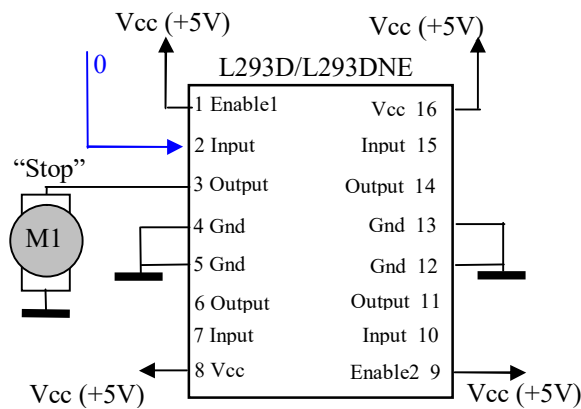 Vcc (+5V)
Vcc (+5V)
0
L293D/L293DNE
1 Enable1
Vcc 16
2 Input
Input 15
“Stop”
3 Output
Output 14
M1
4 Gnd
Gnd 13
5 Gnd
Gnd 12
6 Output
Output 11
7 Input
Input 10
8 Vcc
Enable2 9
Vcc (+5V)
Vcc (+5V)